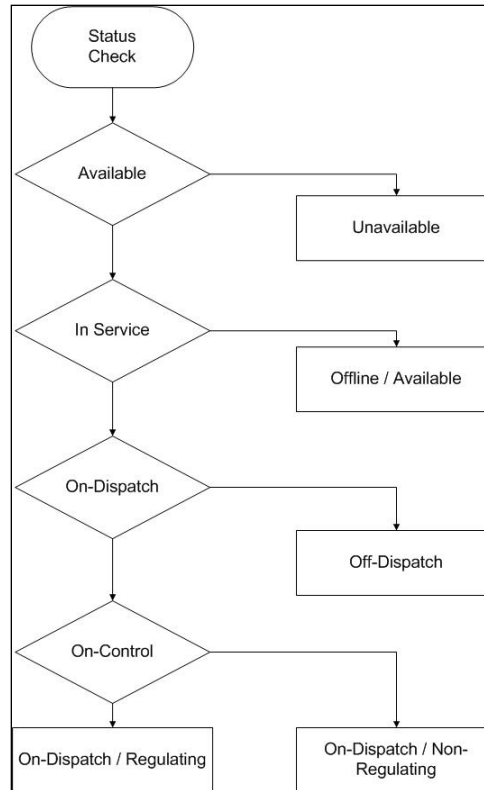 Status
Check
Available
Unavailable
In Service
Offline / Available
On-Dispatch
Off-Dispatch
On-Control
On-Dispatch / Regulating
On-Dispatch / Non-
Regulating